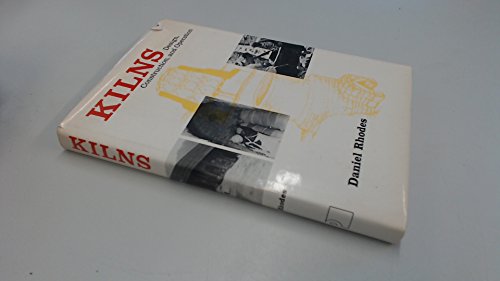 KILNS
Design,
Construction, and Operation
Daniel Rhodes
KILNS
Rhodes